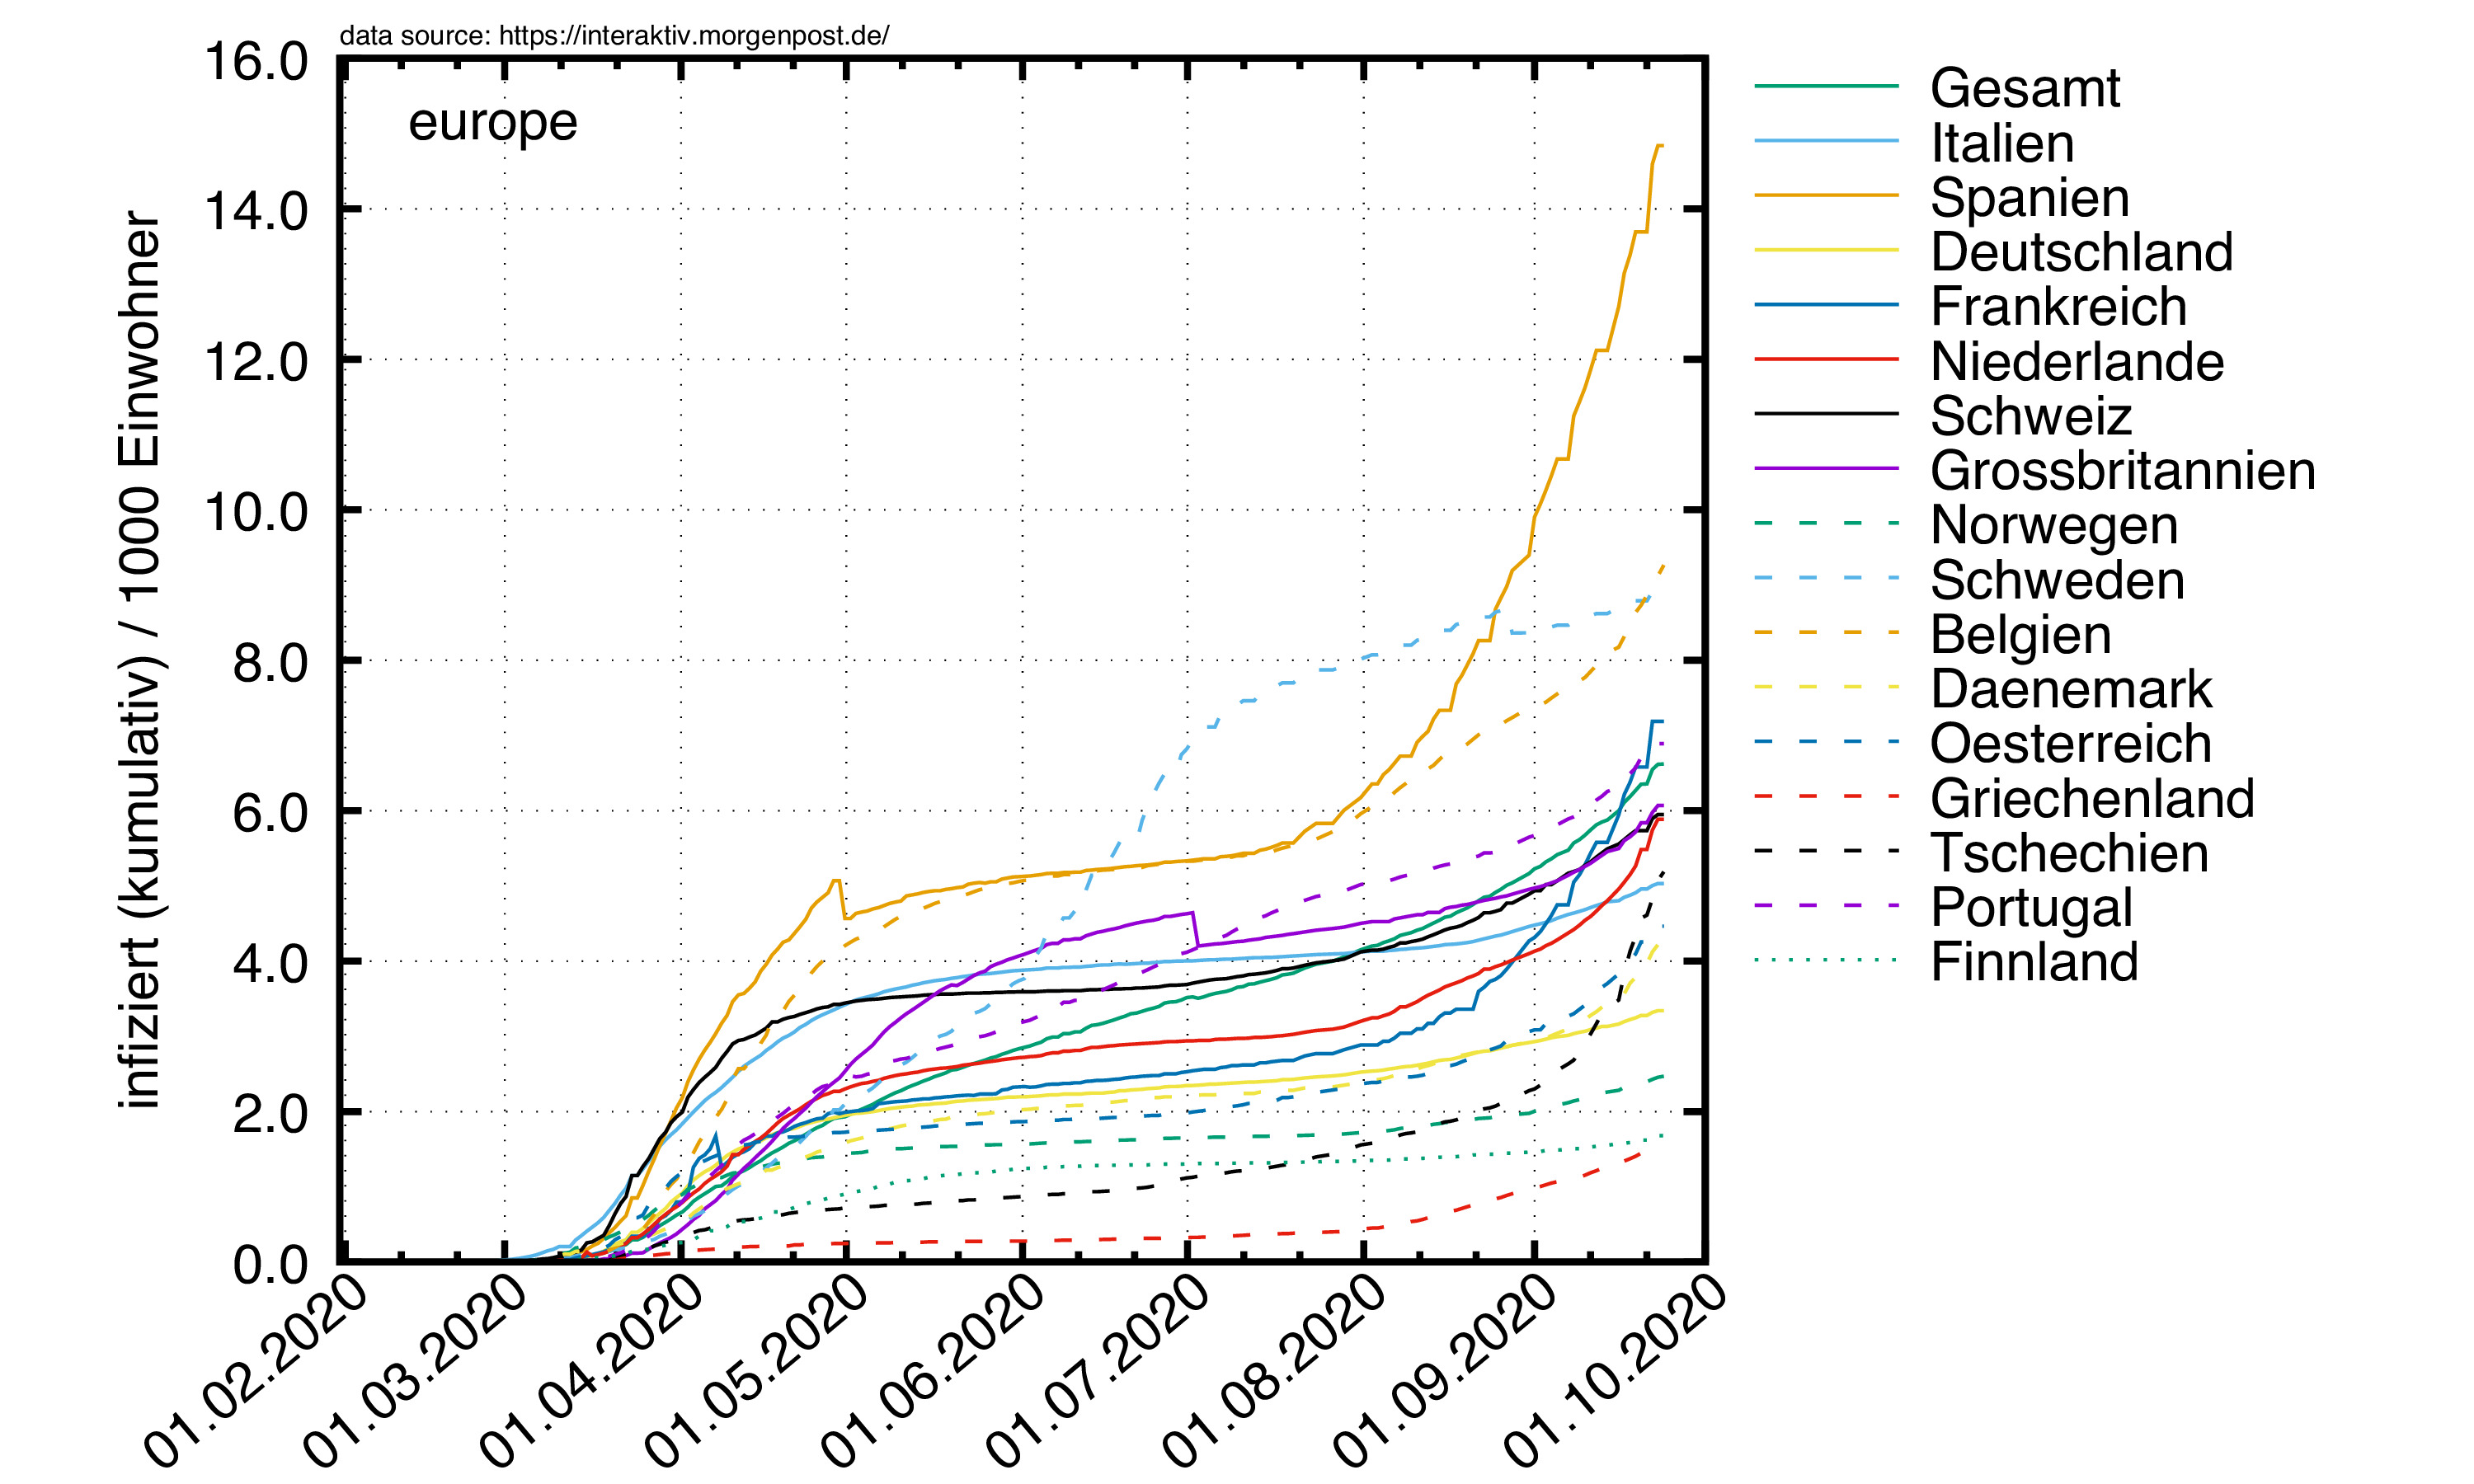 data source: https://interaktiv.morgenpost.de/
europe
infiziert (kumulativ) / 1000 Einwohner
16.0
14.0
12.0
10.0
8.0
6.0
4.0
2.0
0.0
01.02.2020
01.03.2020
01.04.2020
01.05.2020
01.06.2020
01.07.2020
01.08.2020
01.09.2020
01.10.2020
Gesamt
Italien
Spanien
Deutschland
Frankreich
Niederlande
Schweiz
Grossbritannien
Norwegen
Schweden
Belgien
Daenemark
Oesterreich
Griechenland
Tschechien
Portugal
Finnland